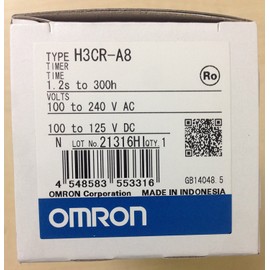 TYPE H3CR-A8
TIMER
TIME
1.2s to 300h
VOLTS
100 to 240 V AC
100 to 125 V DC
N LOT No. 21316H QTY 1
4 548583 553316
GB14048.5
OMRON Corporation MADE IN INDONESIA
OMRON
Ro